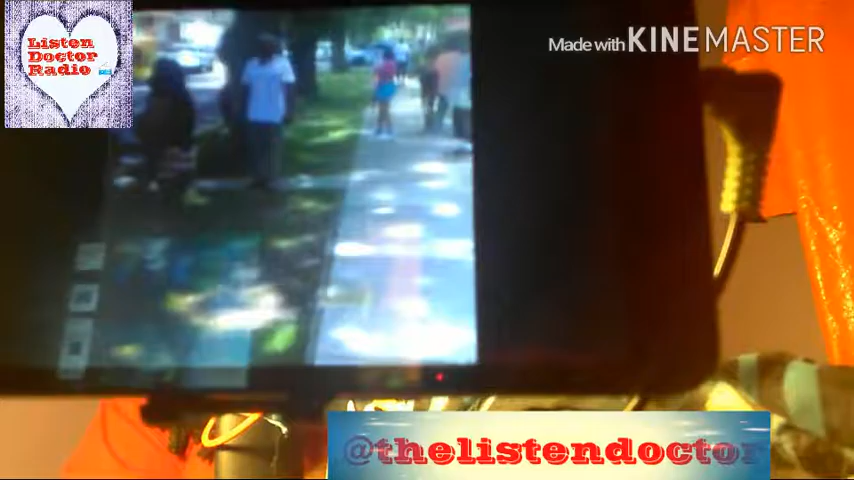 Listen
Doctor
Radio
Made with KINEMASTER
@thelistendoctor